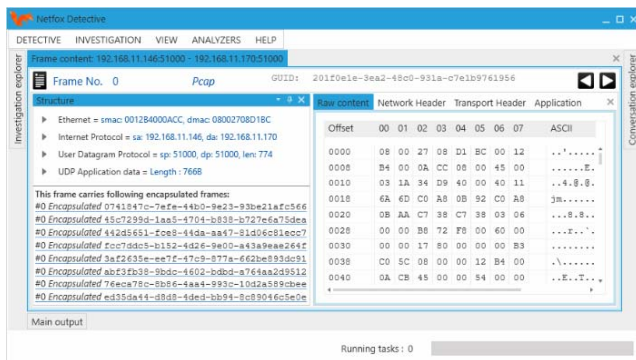 Netfox Detective
DETECTIVE INVESTIGATION VIEW ANALYZERS HELP
Investigation explorer
Frame content: 192.168.11.146:51000 - 192.168.11.170:51000
Frame No. 0 Pcap GUID: 201f0e1e-3ea2-48c0-931a-c7e1b9761956
Structure
Ethernet = smac: 0012B4000ACC, dmac: 08002708D1BC
Internet Protocol = sa: 192.168.11.146, da: 192.168.11.170
User Datagram Protocol = sp: 51000, dp: 51000, len: 774
UDP Application data = Length : 766B
This frame carries following encapsulated frames:
#0 Encapsulated 0741847c-7efe-44b0-9e23-93be21afc566
#0 Encapsulated 45c7299d-1aa5-4704-b838-b727e6a75dea
#0 Encapsulated 442d5651-fce8-44da-aa47-81d06c81ecc7
#0 Encapsulated fcc7ddc5-b152-4d26-9e00-a43a9eae264f
#0 Encapsulated 3af2635e-ee7f-47c9-877a-662be893dc91
#0 Encapsulated abf3fb38-9bdc-4602-bdbd-a764aa2d9512
#0 Encapsulated 76eca78c-8b86-4aa4-993c-10d2a589cbee
#0 Encapsulated ed35da44-d8d8-4ded-bb94-8c89046c5e0e
Raw content Network Header Transport Header Application
Offset 00 01 02 03 04 05 06 07 ASCII
0000 08 00 27 08 D1 BC 00 12 ..'.....
0008 B4 00 0A CC 08 00 45 00 ......E.
0010 03 1A 34 D9 40 00 40 11 ..4.@.@.
0018 6A 6D C0 A8 0B 92 C0 A8 jm......
0020 0B AA C7 38 C7 38 03 06 ...8.8..
0028 00 00 B8 72 F8 00 60 00 ...r..`.
0030 00 00 17 80 00 00 00 B3 ........
0038 C0 5C 08 00 00 12 B4 00 .\......
0040 0A CB 45 00 00 54 00 00 ..E..T..
Conversation explorer
Main output
Running tasks : 0